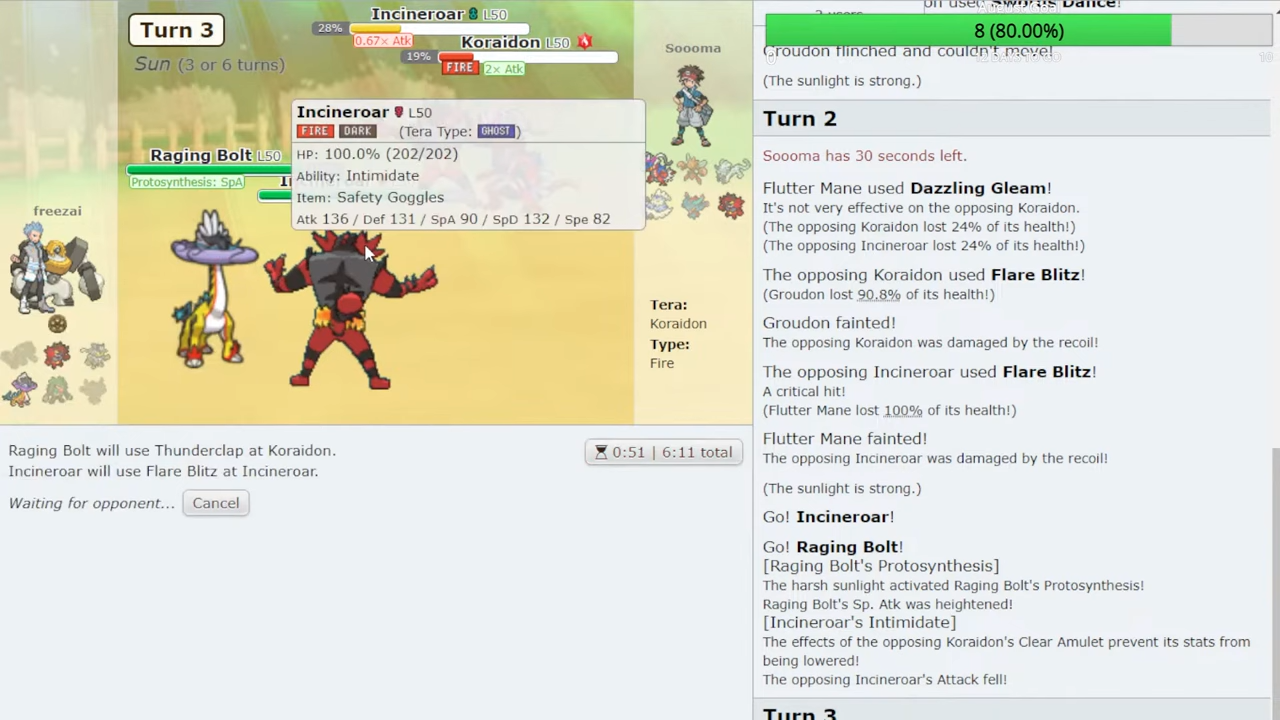 Turn 3
Sun (3 or 6 turns)
Incineroar L50
28%
0.67× Atk
Koraidon L50
19%
FIRE 2× Atk
Raging Bolt L50
Protosynthesis: SpA
Incineroar L50
FIRE DARK (Tera Type: GHOST)
HP: 100.0% (202/202)
Ability: Intimidate
Item: Safety Goggles
Atk 136 / Def 131 / SpA 90 / SpD 132 / Spe 82
freezai
Soooma
Tera:
Koraidon
Type:
Fire
Raging Bolt will use Thunderclap at Koraidon.
Incineroar will use Flare Blitz at Incineroar.
Waiting for opponent... Cancel
0:51 | 6:11 total
8 (80.00%)
Groudon flinched and couldn't move!
(The sunlight is strong.)
Turn 2
Soooma has 30 seconds left.
Flutter Mane used Dazzling Gleam!
It's not very effective on the opposing Koraidon.
(The opposing Koraidon lost 24% of its health!)
(The opposing Incineroar lost 24% of its health!)
The opposing Koraidon used Flare Blitz!
(Groudon lost 90.8% of its health!)
Groudon fainted!
The opposing Koraidon was damaged by the recoil!
The opposing Incineroar used Flare Blitz!
A critical hit!
(Flutter Mane lost 100% of its health!)
Flutter Mane fainted!
The opposing Incineroar was damaged by the recoil!
(The sunlight is strong.)
Go! Incineroar!
Go! Raging Bolt!
[Raging Bolt's Protosynthesis]
The harsh sunlight activated Raging Bolt's Protosynthesis!
Raging Bolt's Sp. Atk was heightened!
[Incineroar's Intimidate]
The effects of the opposing Koraidon's Clear Amulet prevent its stats from
being lowered!
The opposing Incineroar's Attack fell!
Turn 3